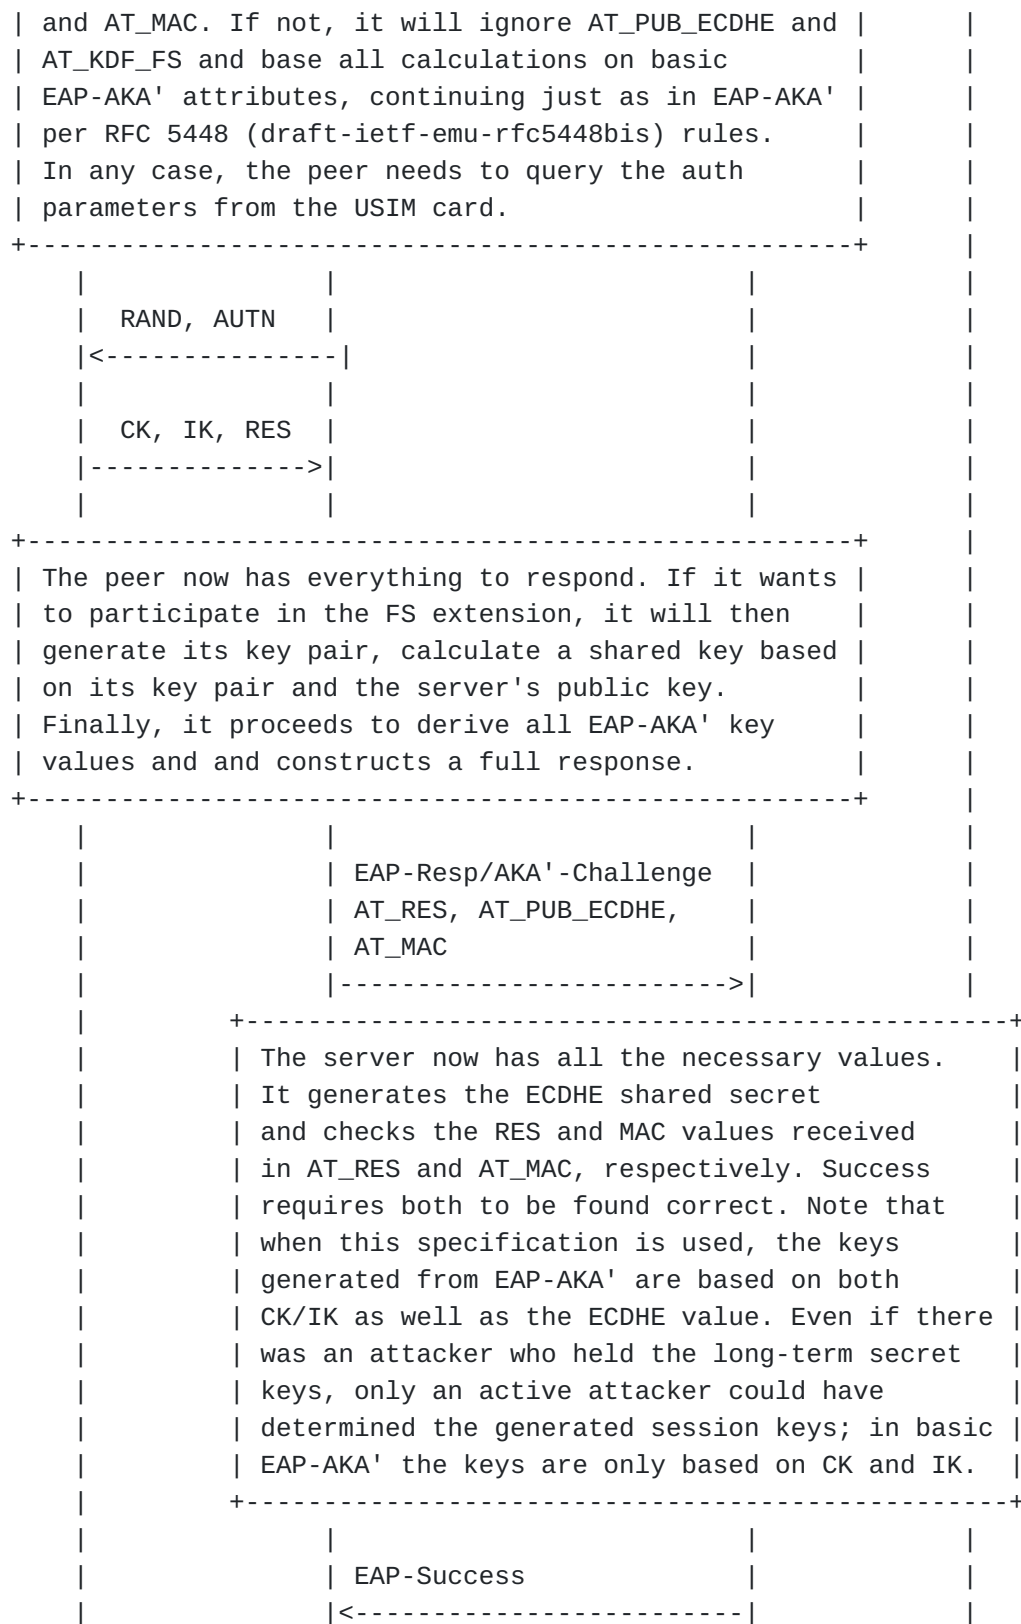 | and AT_MAC. If not, it will ignore AT_PUB_ECDHE and |      |
| AT_KDF_FS and base all calculations on basic        |      |
| EAP-AKA' attributes, continuing just as in EAP-AKA' |      |
| per RFC 5448 (draft-ietf-emu-rfc5448bis) rules.     |      |
| In any case, the peer needs to query the auth       |      |
| parameters from the USIM card.                      |      |
+-----------------------------------------------------+      |
    |               |                          |             |
    |  RAND, AUTN   |                          |             |
    |<---------------|                          |             |
    |               |                          |             |
    |  CK, IK, RES  |                          |             |
    |-------------->|                          |             |
    |               |                          |             |
+-----------------------------------------------------+      |
| The peer now has everything to respond. If it wants |      |
| to participate in the FS extension, it will then    |      |
| generate its key pair, calculate a shared key based |      |
| on its key pair and the server's public key.        |      |
| Finally, it proceeds to derive all EAP-AKA' key     |      |
| values and and constructs a full response.          |      |
+-----------------------------------------------------+      |
    |               |                          |             |
    |               | EAP-Resp/AKA'-Challenge  |             |
    |               | AT_RES, AT_PUB_ECDHE,    |             |
    |               | AT_MAC                   |             |
    |               |------------------------->|             |
    |         +-------------------------------------------------+
    |         | The server now has all the necessary values.    |
    |         | It generates the ECDHE shared secret            |
    |         | and checks the RES and MAC values received      |
    |         | in AT_RES and AT_MAC, respectively. Success     |
    |         | requires both to be found correct. Note that    |
    |         | when this specification is used, the keys       |
    |         | generated from EAP-AKA' are based on both       |
    |         | CK/IK as well as the ECDHE value. Even if there |
    |         | was an attacker who held the long-term secret   |
    |         | keys, only an active attacker could have        |
    |         | determined the generated session keys; in basic |
    |         | EAP-AKA' the keys are only based on CK and IK.  |
    |         +-------------------------------------------------+
    |               |                          |             |
    |               | EAP-Success              |             |
    |               |<-------------------------|             |